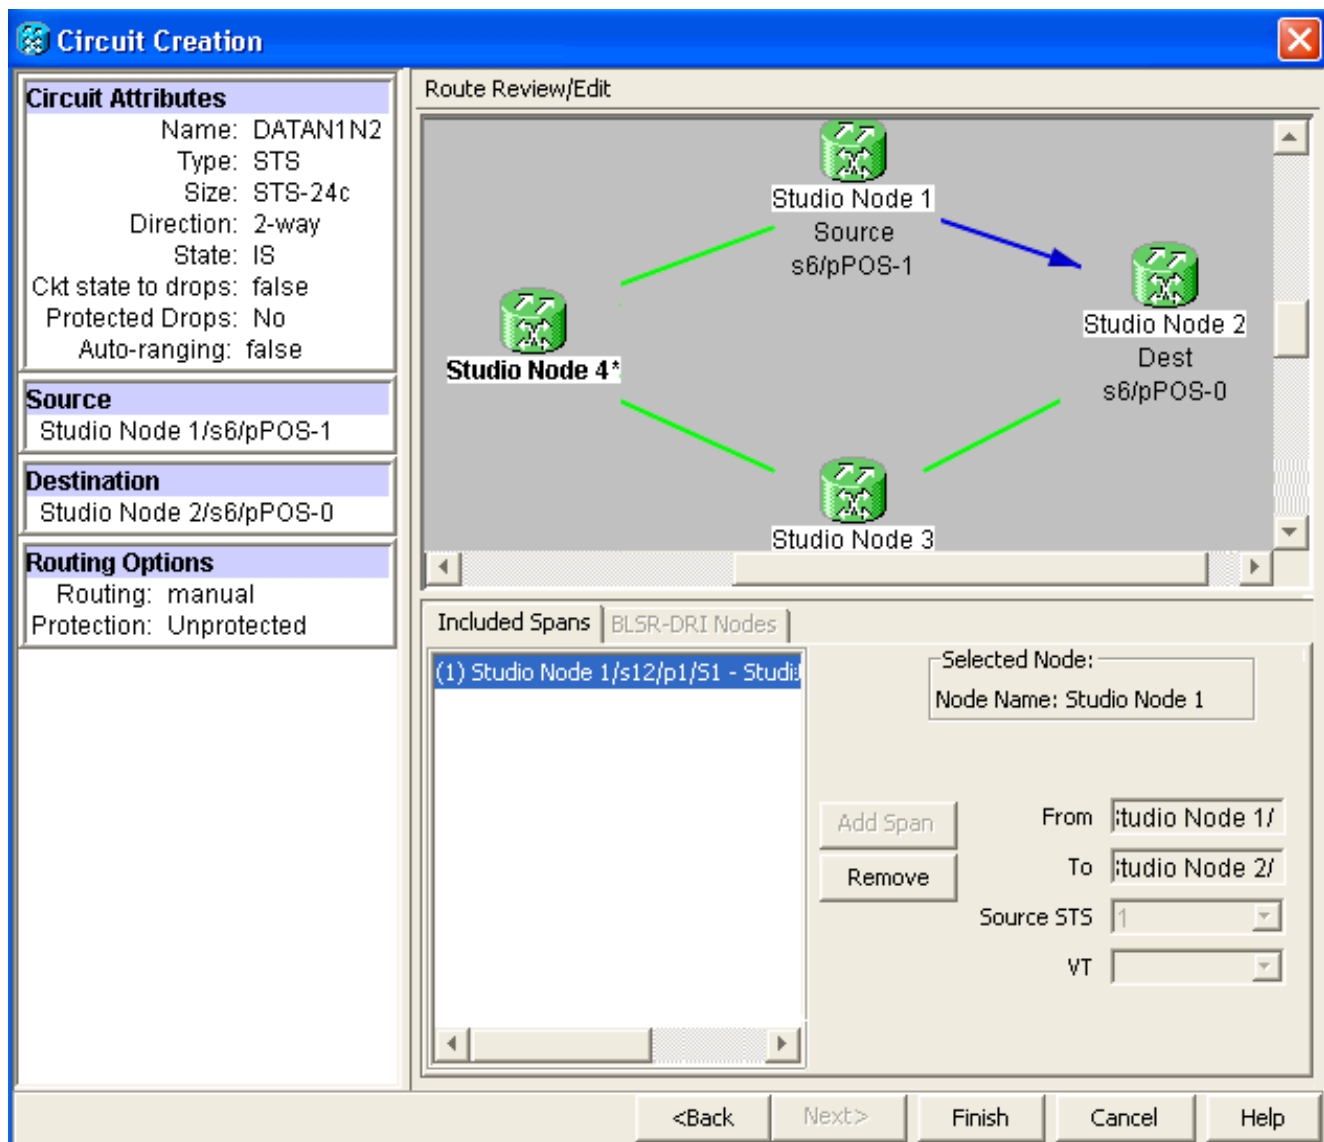 Circuit Creation
Circuit Attributes
Name: DATAN1N2
Type: STS
Size: STS-24c
Direction: 2-way
State: IS
Ckt state to drops: false
Protected Drops: No
Auto-ranging: false
Source
Studio Node 1/s6/pPOS-1
Destination
Studio Node 2/s6/pPOS-0
Routing Options
Routing: manual
Protection: Unprotected
Route Review/Edit
Studio Node 1
Source
s6/pPOS-1
Studio Node 2
Dest
s6/pPOS-0
Studio Node 4*
Studio Node 3
Included Spans
BLSR-DRI Nodes
(1) Studio Node 1/s12/p1/S1 - Studi
Selected Node:
Node Name: Studio Node 1
Add Span
Remove
From tudio Node 1/
To tudio Node 2/
Source STS 1
VT
<Back
Next>
Finish
Cancel
Help